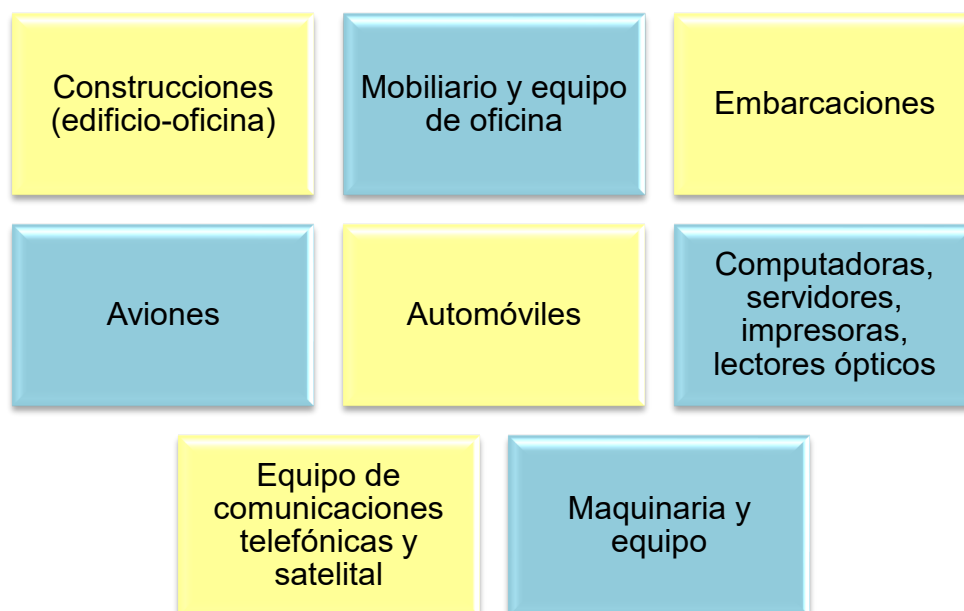 Construcciones
(edificio-oficina)
Mobiliario y equipo
de oficina
Embarcaciones
Aviones
Automóviles
Computadoras,
servidores,
impresoras,
lectores ópticos
Equipo de
comunicaciones
telefónicas y
satelital
Maquinaria y
equipo